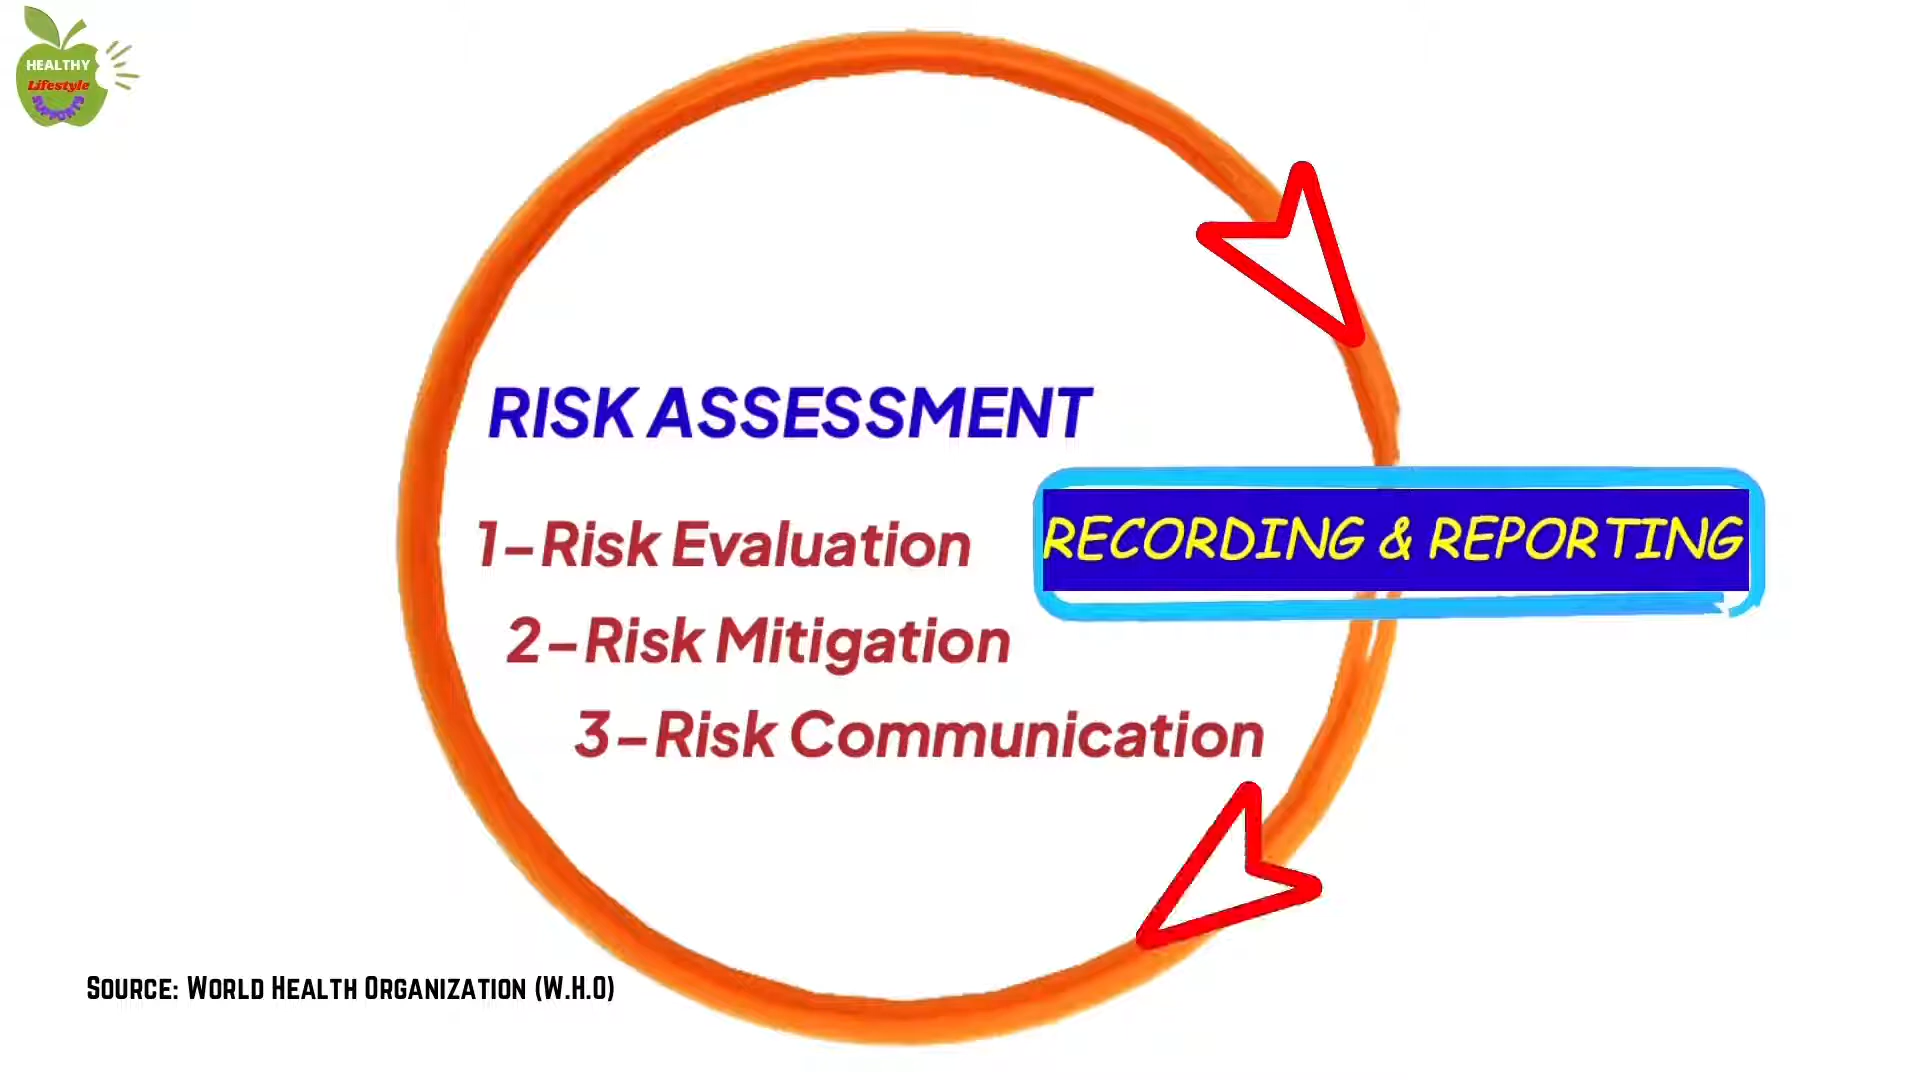 HEALTHY
Lifestyle
SUPPORTS
RISK ASSESSMENT
1-Risk Evaluation
RECORDING & REPORTING
2-Risk Mitigation
3-Risk Communication
Source: World Health Organization (W.H.O)